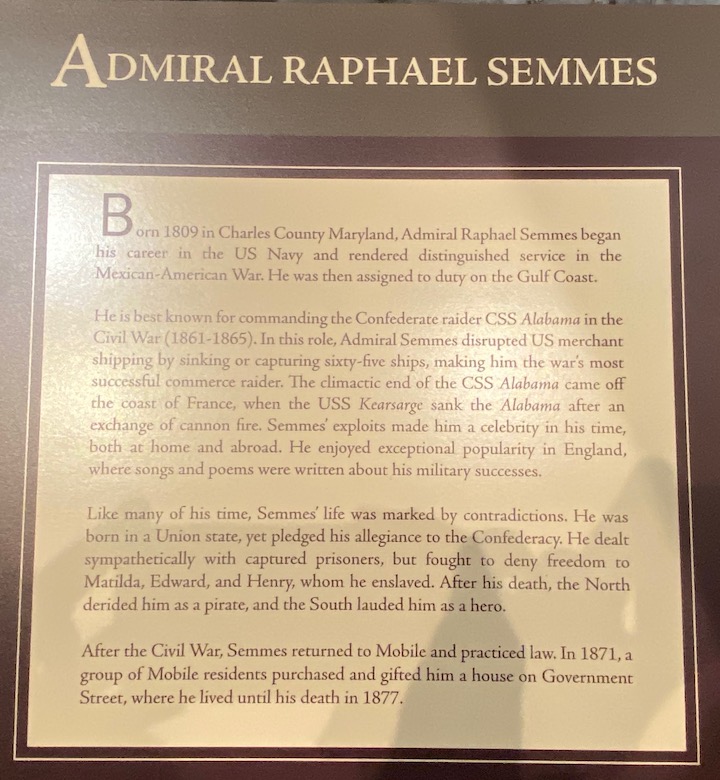 ADMIRAL RAPHAEL SEMMES
Born 1809 in Charles County Maryland, Admiral Raphael Semmes began
his career in the US Navy and rendered distinguished service in the
Mexican-American War. He was then assigned to duty on the Gulf Coast.
He is best known for commanding the Confederate raider CSS Alabama in the
Civil War (1861-1865). In this role, Admiral Semmes disrupted US merchant
shipping by sinking or capturing sixty-five ships, making him the war's most
successful commerce raider. The climactic end of the CSS Alabama came off
the coast of France, when the USS Kearsarge sank the Alabama after an
exchange of cannon fire. Semmes' exploits made him a celebrity in his time,
both at home and abroad. He enjoyed exceptional popularity in England,
where songs and poems were written about his military successes.
Like many of his time, Semmes' life was marked by contradictions. He was
born in a Union state, yet pledged his allegiance to the Confederacy. He dealt
sympathetically with captured prisoners, but fought to deny freedom to
Matilda, Edward, and Henry, whom he enslaved. After his death, the North
derided him as a pirate, and the South lauded him as a hero.
After the Civil War, Semmes returned to Mobile and practiced law. In 1871, a
group of Mobile residents purchased and gifted him a house on Government
Street, where he lived until his death in 1877.